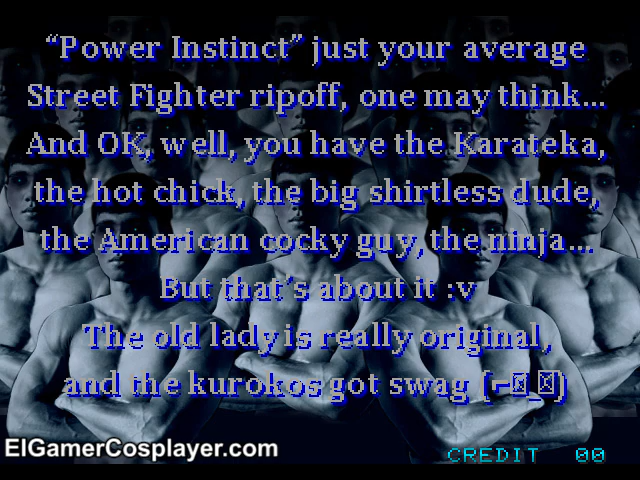 “Power Instinct” just your average
Street Fighter ripoff, one may think...
And OK, well, you have the Karateka,
the hot chick, the big shirtless dude,
the American cocky guy, the ninja...
But that's about it :v
The old lady is really original,
and the kurokos got swag (⌐▯_▯)
ElGamerCosplayer.com
CREDIT 00